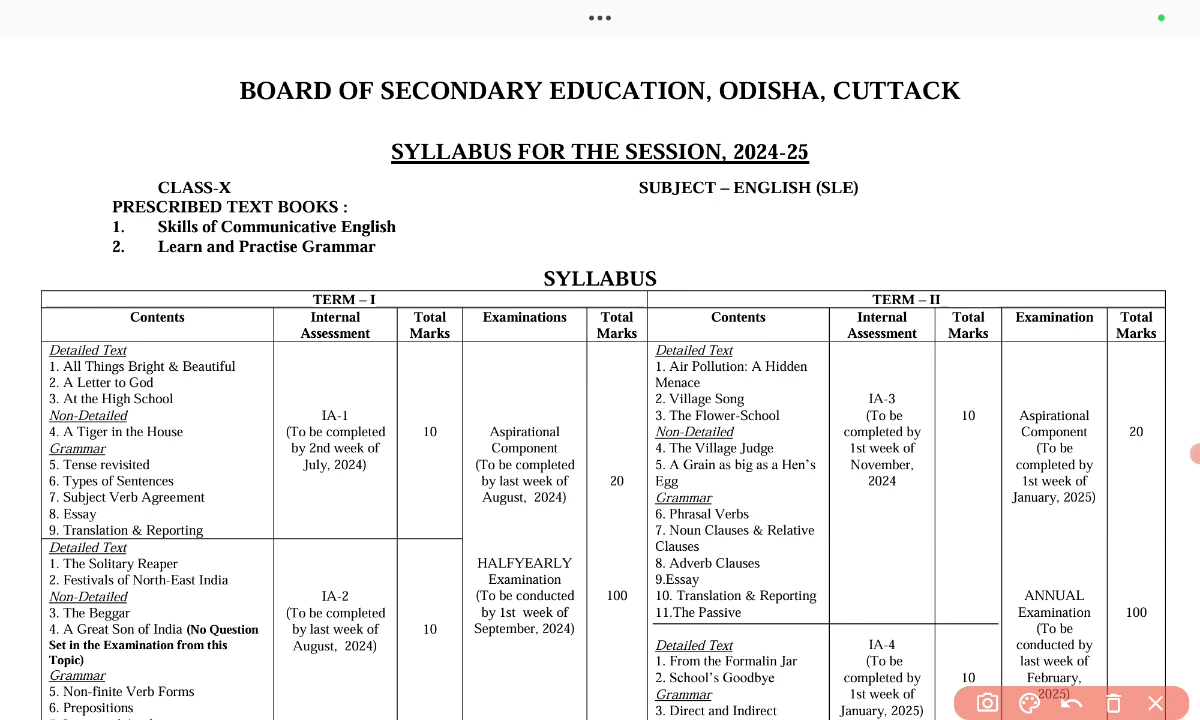 BOARD OF SECONDARY EDUCATION, ODISHA, CUTTACK
SYLLABUS FOR THE SESSION, 2024-25
CLASS-X SUBJECT – ENGLISH (SLE)
PRESCRIBED TEXT BOOKS :
1. Skills of Communicative English
2. Learn and Practise Grammar
SYLLABUS
TERM – I
Contents
Internal
Assessment
Total
Marks
Examinations
Total
Marks
Detailed Text
1. All Things Bright & Beautiful
2. A Letter to God
3. At the High School
Non-Detailed
4. A Tiger in the House
Grammar
5. Tense revisited
6. Types of Sentences
7. Subject Verb Agreement
8. Essay
9. Translation & Reporting
IA-1
(To be completed
by 2nd week of
July, 2024)
10
Detailed Text
1. The Solitary Reaper
2. Festivals of North-East India
Non-Detailed
3. The Beggar
4. A Great Son of India (No Question
Set in the Examination from this
Topic)
Grammar
5. Non-finite Verb Forms
6. Prepositions
IA-2
(To be completed
by last week of
August, 2024)
10
Aspirational
Component
(To be completed
by last week of
August, 2024)
20
HALFYEARLY
Examination
(To be conducted
by 1st week of
September, 2024)
100
TERM – II
Contents
Internal
Assessment
Total
Marks
Examination
Total
Marks
Detailed Text
1. Air Pollution: A Hidden
Menace
2. Village Song
3. The Flower-School
Non-Detailed
4. The Village Judge
5. A Grain as big as a Hen's
Egg
Grammar
6. Phrasal Verbs
7. Noun Clauses & Relative
Clauses
8. Adverb Clauses
9.Essay
10. Translation & Reporting
11.The Passive
IA-3
(To be
completed by
1st week of
November,
2024
10
Detailed Text
1. From the Formalin Jar
2. School's Goodbye
Grammar
3. Direct and Indirect
IA-4
(To be
completed by
1st week of
January, 2025)
10
Aspirational
Component
(To be
completed by
1st week of
January, 2025)
20
ANNUAL
Examination
(To be
conducted by
last week of
February,
2025)
100